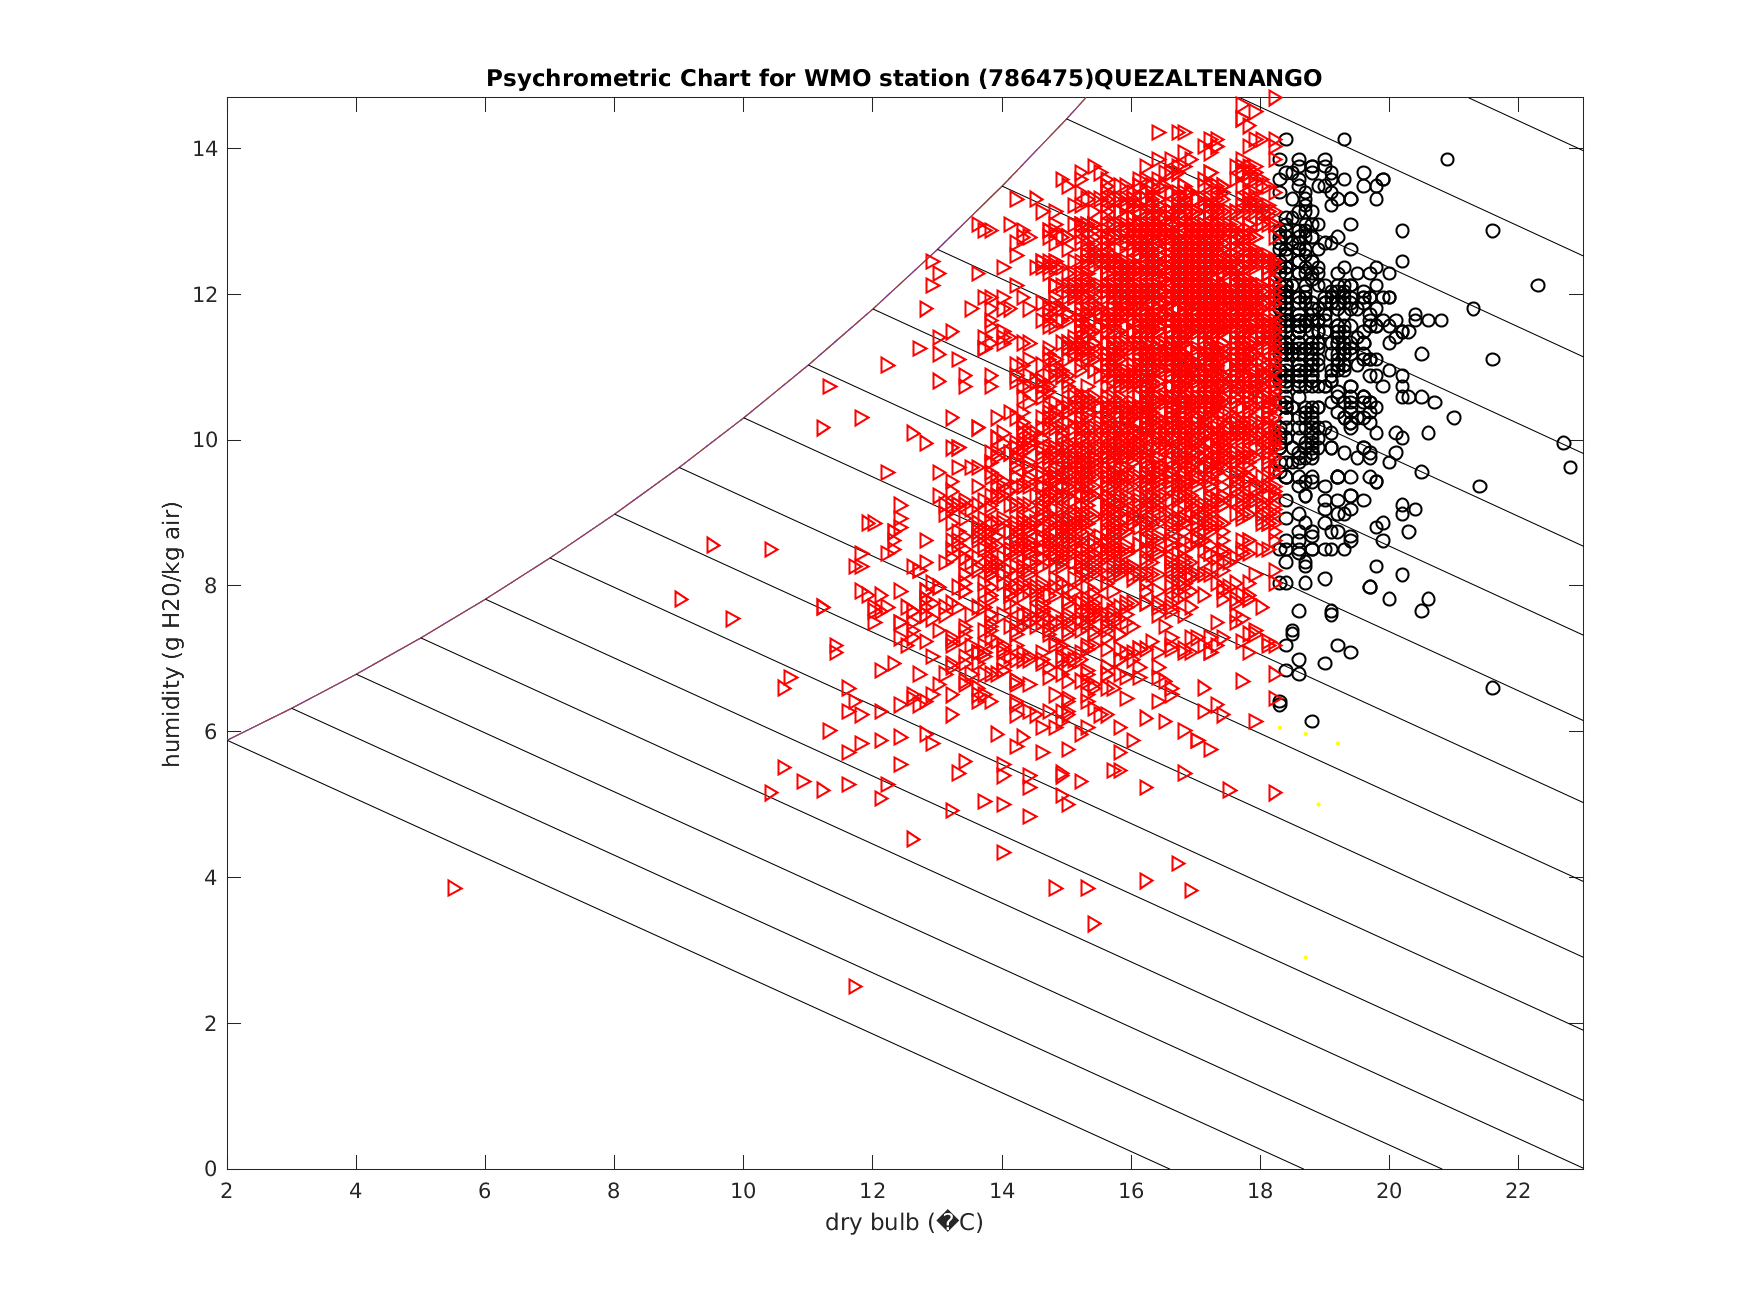 Psychrometric Chart for WMO station (786475)QUEZALTENANGO
14
12
10
8
6
4
2
0
humidity (g H20/kg air)
2 4 6 8 10 12 14 16 18 20 22
dry bulb (�C)